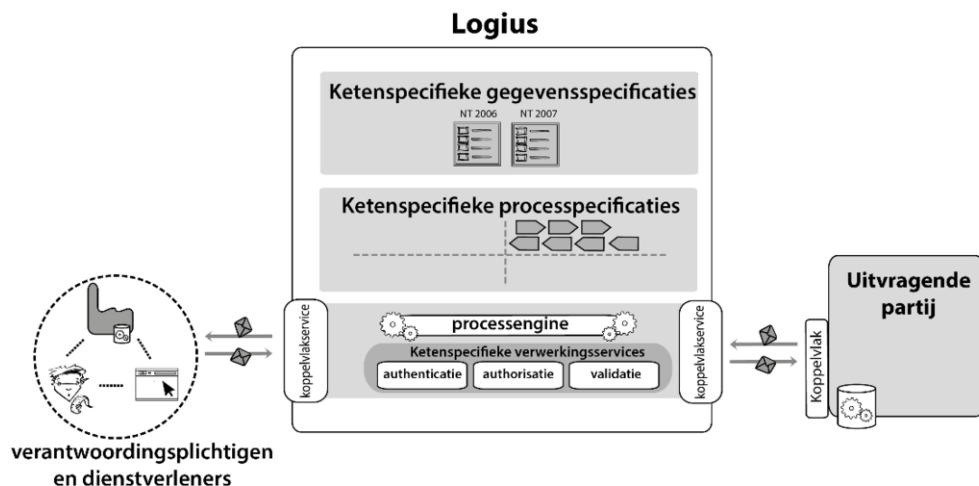 Logius
Ketenspecifieke gegevensspecificaties
NT 2006
NT 2007
Ketenspecifieke processpecificaties
koppelvlakservice
processengine
Ketenspecifieke verwerkingsservices
authenticatie
authorisatie
validatie
koppelvlakservice
Koppelvlak
Uitvragende
partij
verantwoordingsplichtigen
en dienstverleners